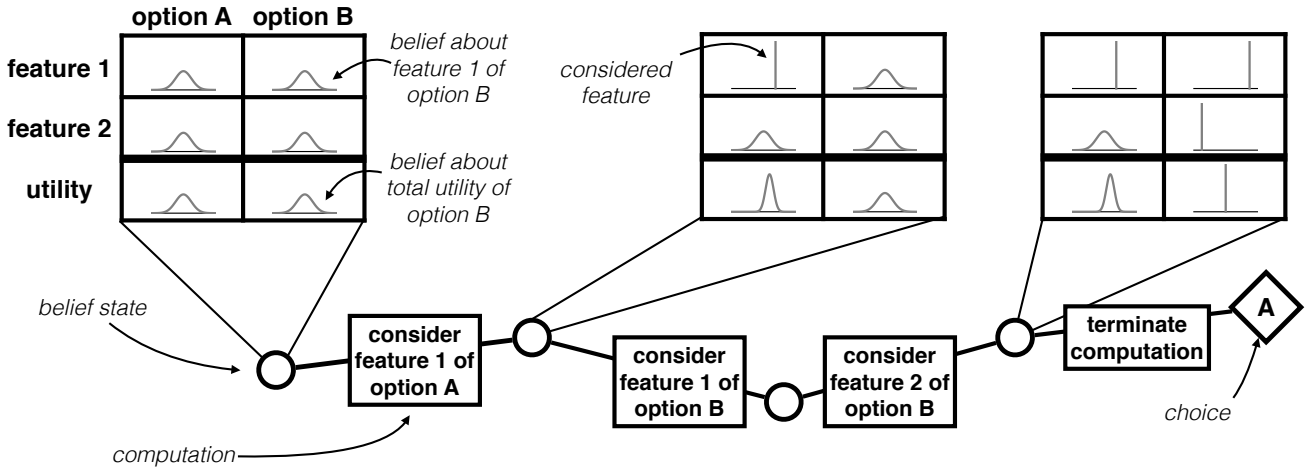 option A option B
feature 1
feature 2
utility
belief about
feature 1 of
option B
belief about
total utility of
option B
considered
feature
belief state
consider
feature 1 of
option A
computation
consider
feature 1 of
option B
consider
feature 2 of
option B
terminate
computation
A
choice